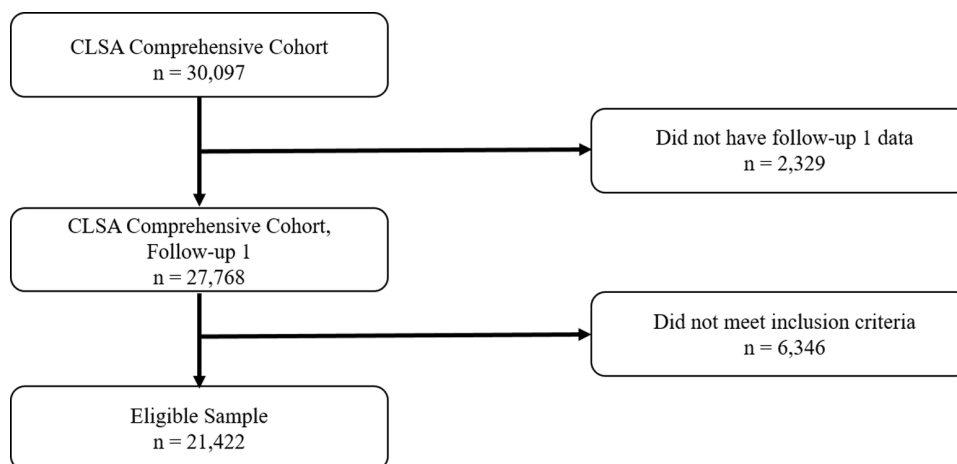 CLSA Comprehensive Cohort
n = 30,097
Did not have follow-up 1 data
n = 2,329
CLSA Comprehensive Cohort,
Follow-up 1
n = 27,768
Did not meet inclusion criteria
n = 6,346
Eligible Sample
n = 21,422